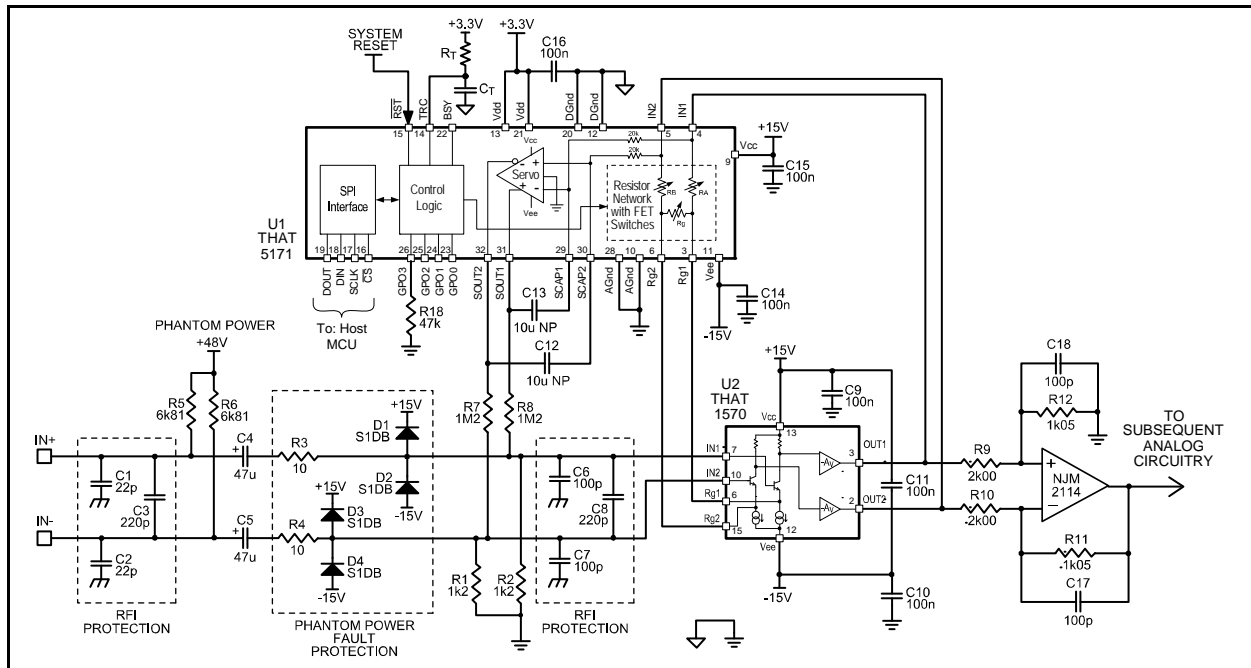 SYSTEM
RESET
+3.3V
RT
CT
+3.3V
C16
100n
RST
TRC
BSY
Vdd
Vdd
DGnd
DGnd
IN2
IN1
15
14
22
13
21
20
12
5
4
+15V
Vcc
9
C15
100n
20k
20k
Vcc
Servo
Vee
+
-
-
+
SPI
Interface
Control
Logic
Resistor
Network
with FET
Switches
RB
RA
Rg
U1
THAT
5171
19
18
17
16
26
25
24
23
32
31
29
30
28
10
6
3
11
DOUT
DIN
SCLK
CS
GPO3
GPO2
GPO1
GPO0
SOUT2
SOUT1
SCAP1
SCAP2
AGnd
AGnd
Rg2
Rg1
Vee
To: Host
MCU
R18
47k
C13
10u NP
C12
10u NP
C14
100n
-15V
PHANTOM POWER
+48V
R5
6k81
R6
6k81
R7
1M2
R8
1M2
+15V
C9
100n
U2
THAT
1570
Vcc
13
IN1
7
IN2
10
Rg1
6
Rg2
15
-AV
-AV
OUT1
3
OUT2
2
12
Vee
-15V
C11
100n
C10
100n
C18
100p
R12
1k05
R9
2k00
R10
2k00
+
-
NJM
2114
R11
1k05
C17
100p
TO
SUBSEQUENT
ANALOG
CIRCUITRY
IN+
IN-
C1
22p
C3
220p
C2
22p
RFI
PROTECTION
C4
+
47u
C5
+
47u
R3
10
R4
10
+15V
D1
S1DB
D2
S1DB
-15V
+15V
D3
S1DB
D4
S1DB
-15V
PHANTOM POWER
FAULT
PROTECTION
R1
1k2
R2
1k2
C6
100p
C8
220p
C7
100p
RFI
PROTECTION